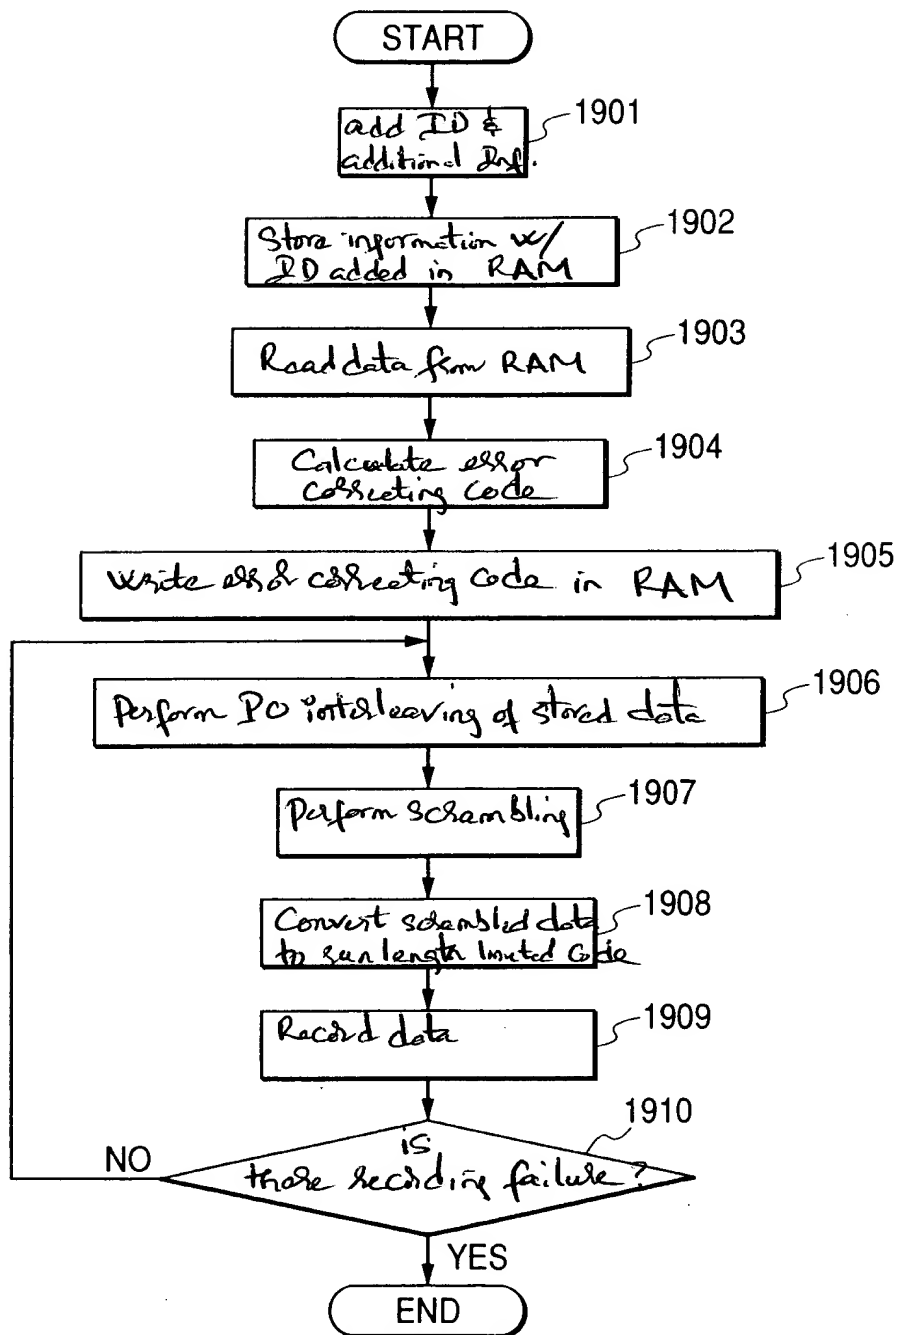 START
add ID &
additional Inf.
1901
Store information w/
ID added in RAM
1902
Read data from RAM
1903
Calculate error
correcting code
1904
Write error correcting code in RAM
1905
Perform PO interleaving of stored data
1906
Perform scrambling
1907
Convert scrambled data
to run length limited Code
1908
Record data
1909
is
there recording failure?
1910
NO
YES
END